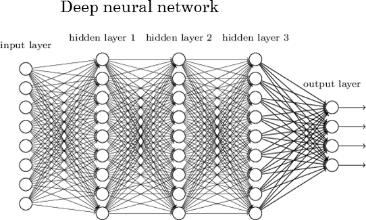 Deep neural network
input layer
hidden layer 1
hidden layer 2
hidden layer 3
output layer